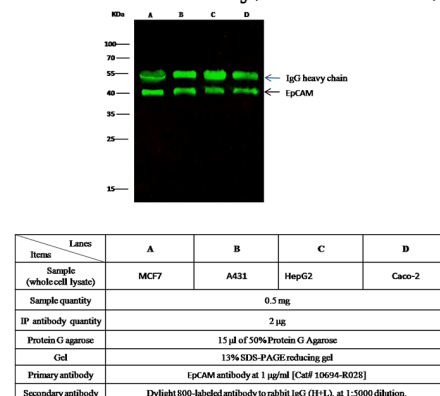 KDa A B C D
100
70
55
IgG heavy chain
40
EpCAM
35
25
15
Lanes
Items
A B C D
Sample
(whole cell lysate)
MCF7 A431 HepG2 Caco-2
Sample quantity 0.5 mg
IP antibody quantity 2 μg
Protein G agarose 15 μl of 50% Protein G Agarose
Gel 13% SDS-PAGE reducing gel
Primary antibody EpCAM antibody at 1 μg/ml [Cat# 10694-R028]
Secondary antibody Dylight 800-labeled antibody to rabbit IgG (H+L), at 1:5000 dilution.